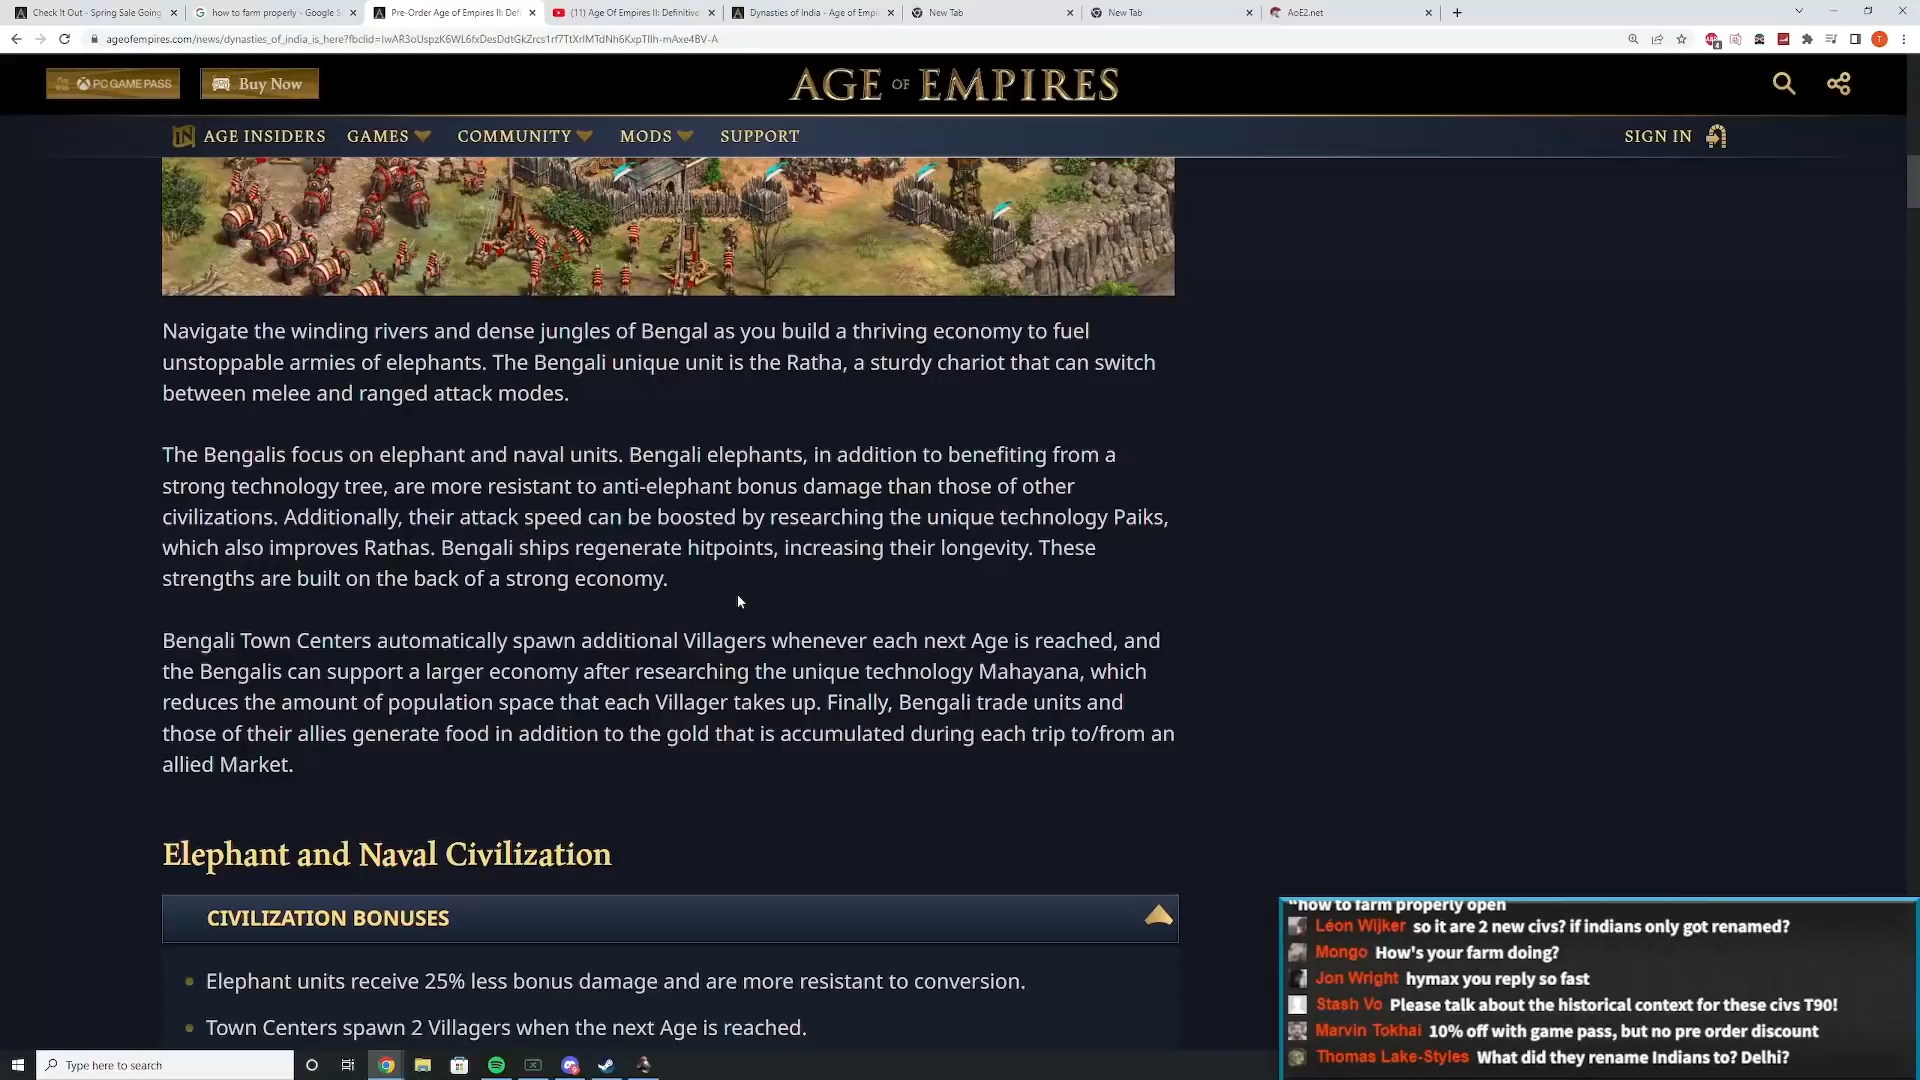 Check It Out - Spring Sale Going
how to farm properly - Google S
Pre-Order Age of Empires II: Defi
(11) Age Of Empires II: Definitive
Dynasties of India - Age of Empi
New Tab
New Tab
AoE2.net
PC GAME PASS
Buy Now
AGE OF EMPIRES
AGE INSIDERS
GAMES
COMMUNITY
MODS
SUPPORT
SIGN IN
Navigate the winding rivers and dense jungles of Bengal as you build a thriving economy to fuel
unstoppable armies of elephants. The Bengali unique unit is the Ratha, a sturdy chariot that can switch
between melee and ranged attack modes.
The Bengalis focus on elephant and naval units. Bengali elephants, in addition to benefiting from a
strong technology tree, are more resistant to anti-elephant bonus damage than those of other
civilizations. Additionally, their attack speed can be boosted by researching the unique technology Paiks,
which also improves Rathas. Bengali ships regenerate hitpoints, increasing their longevity. These
strengths are built on the back of a strong economy.
Bengali Town Centers automatically spawn additional Villagers whenever each next Age is reached, and
the Bengalis can support a larger economy after researching the unique technology Mahayana, which
reduces the amount of population space that each Villager takes up. Finally, Bengali trade units and
those of their allies generate food in addition to the gold that is accumulated during each trip to/from an
allied Market.
Elephant and Naval Civilization
CIVILIZATION BONUSES
Elephant units receive 25% less bonus damage and are more resistant to conversion.
Town Centers spawn 2 Villagers when the next Age is reached.
"how to farm properly open
Léon Wijker so it are 2 new civs? if indians only got renamed?
Mongo How's your farm doing?
Jon Wright hymax you reply so fast
Stash Vo Please talk about the historical context for these civs T90!
Marvin Tokhai 10% off with game pass, but no pre order discount
Thomas Lake-Styles What did they rename Indians to? Delhi?
Type here to search